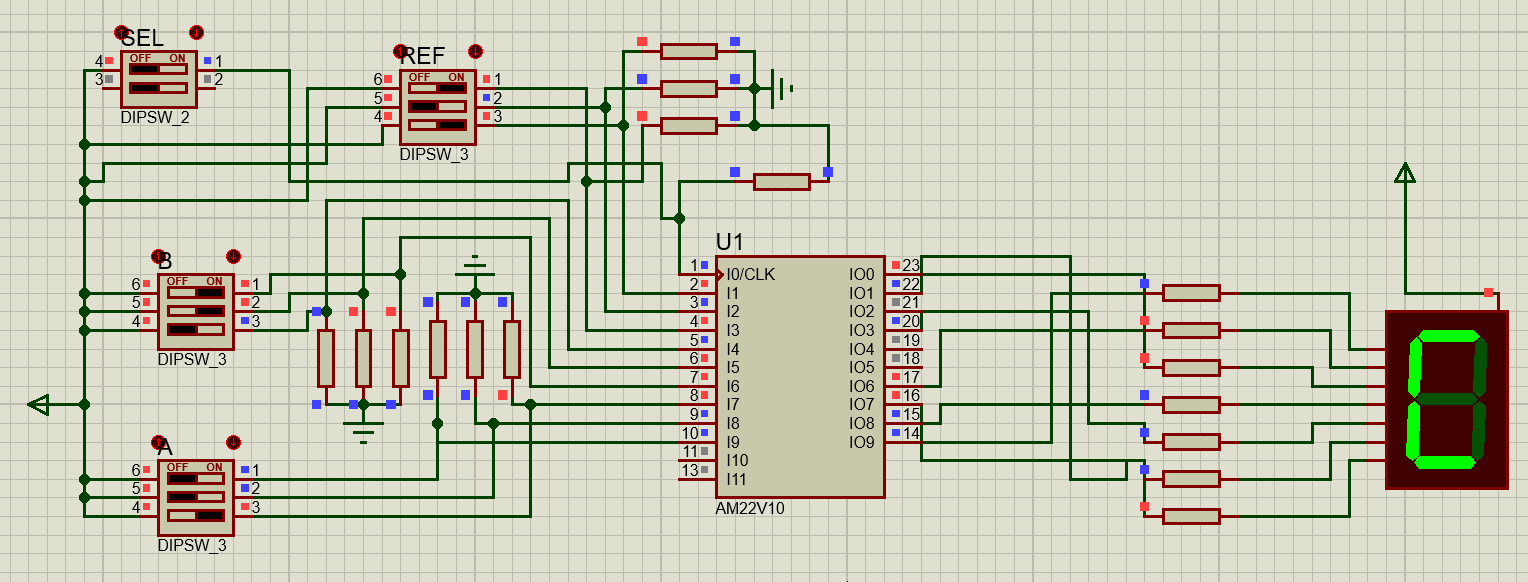 SEL
OFF ON
4 1
3 2
DIPSW_2
REF
OFF ON
6 1
5 2
4 3
DIPSW_3
B
OFF ON
6 1
5 2
4 3
DIPSW_3
A
OFF ON
6 1
5 2
4 3
DIPSW_3
U1
1 I0/CLK IO0 23
2 I1 IO1 22
3 I2 IO2 21
4 I3 IO3 20
5 I4 IO4 19
6 I5 IO5 18
7 I6 IO6 17
8 I7 IO7 16
9 I8 IO8 15
10 I9 IO9 14
11 I10
13 I11
AM22V10